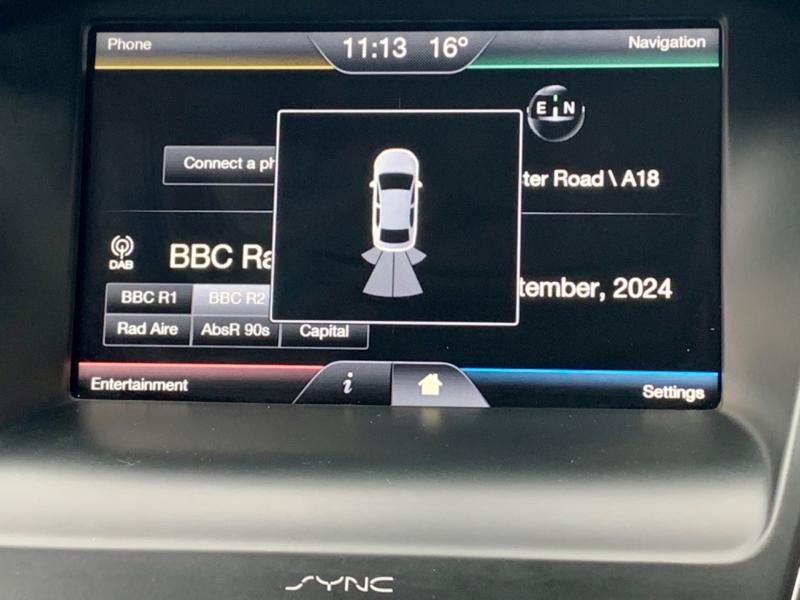 Phone
11:13 16°
Navigation
E N
Connect a ph
ter Road \ A18
DAB
BBC Ra
tember, 2024
BBC R1
BBC R2
Rad Aire
AbsR 90s
Capital
Entertainment
i
Settings
SYNC